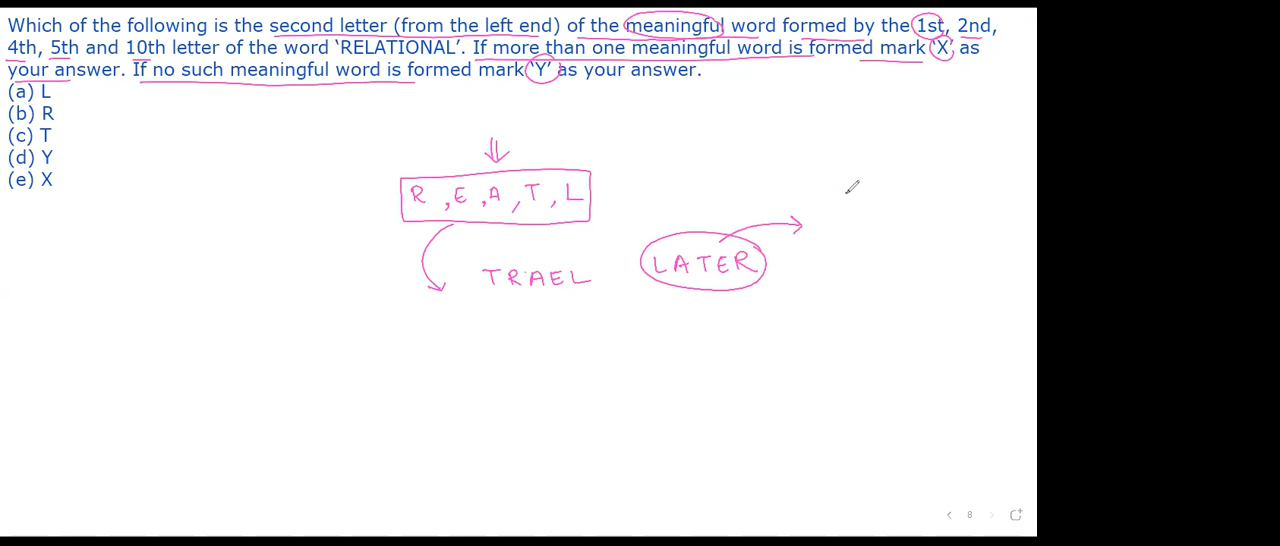 Which of the following is the second letter (from the left end) of the meaningful word formed by the 1st, 2nd,
4th, 5th and 10th letter of the word ‘RELATIONAL’. If more than one meaningful word is formed mark ‘X’ as
your answer. If no such meaningful word is formed mark ‘Y’ as your answer.
(a) L
(b) R
(c) T
(d) Y
(e) X
R , E , A , T , L
TRAEL LATER
8